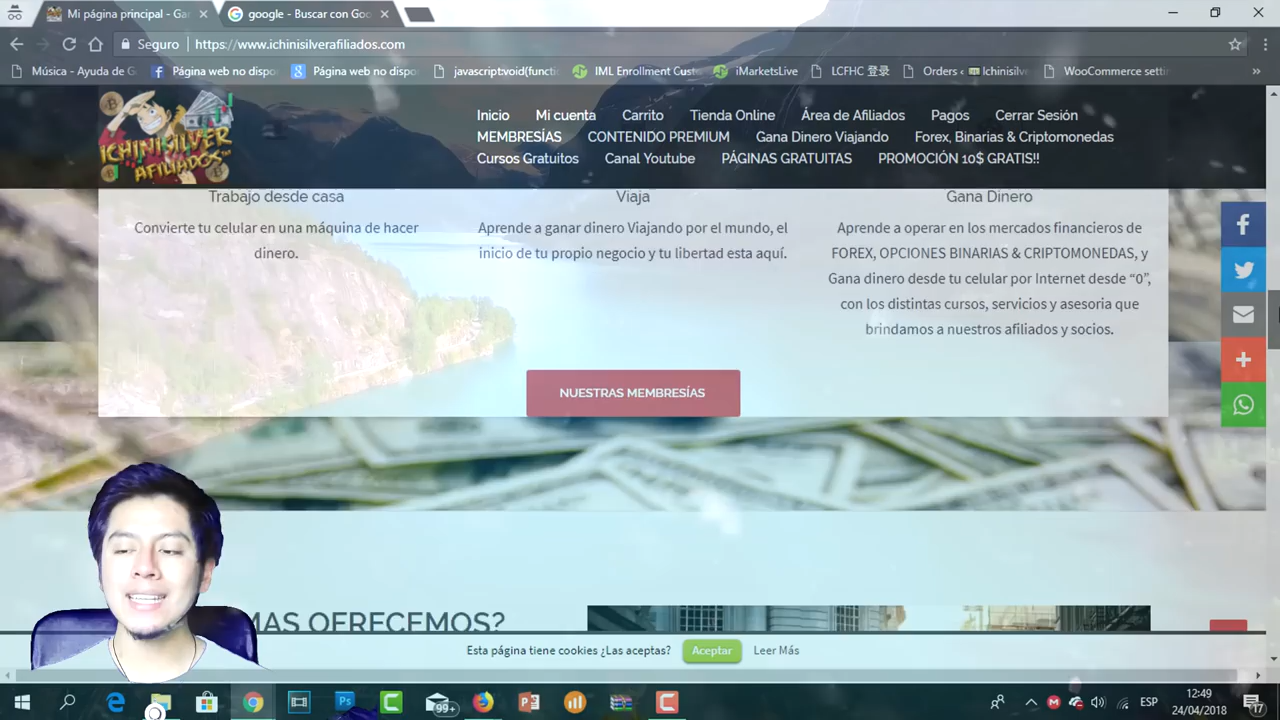 Mi página principal - Gan
google - Buscar con Goo
Seguro
https://www.ichinisilverafiliados.com
Música - Ayuda de G
Página web no dispo
Página web no dispo
javascript:void(functi
IML Enrollment Custo
iMarketsLive
LCFHC 登录
Orders ‹
Ichinisilv
WooCommerce setti
ICHINISILVER
AFILIADOS
Inicio
Mi cuenta
Carrito
Tienda Online
Área de Afiliados
Pagos
Cerrar Sesión
MEMBRESÍAS
CONTENIDO PREMIUM
Gana Dinero Viajando
Forex, Binarias & Criptomonedas
Cursos Gratuitos
Canal Youtube
PÁGINAS GRATUITAS
PROMOCIÓN 10$ GRATIS!!
Trabajo desde casa
Convierte tu celular en una máquina de hacer
dinero.
Viaja
Aprende a ganar dinero Viajando por el mundo, el
inicio de tu propio negocio y tu libertad esta aquí.
Gana Dinero
Aprende a operar en los mercados financieros de
FOREX, OPCIONES BINARIAS & CRIPTOMONEDAS, y
Gana dinero desde tu celular por Internet desde “0”,
con los distintas cursos, servicios y asesoria que
brindamos a nuestros afiliados y socios.
NUESTRAS MEMBRESÍAS
MAS OFRECEMOS?
Esta página tiene cookies ¿Las aceptas?
Aceptar
Leer Más
99+
ESP
12:49
24/04/2018
17